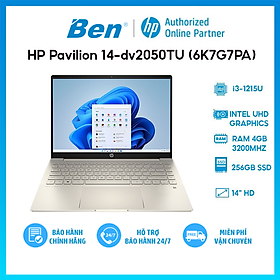 Ben
hp
Authorized
Online Partner
HP Pavilion 14-dv2050TU (6K7G7PA)
i3-1215U
INTEL UHD
GRAPHICS
RAM 4GB
3200MHZ
256GB SSD
14" HD
BẢO HÀNH
CHÍNH HÃNG
HỖ TRỢ
BẢO HÀNH 24/7
MIỄN PHÍ
VẬN CHUYỂN